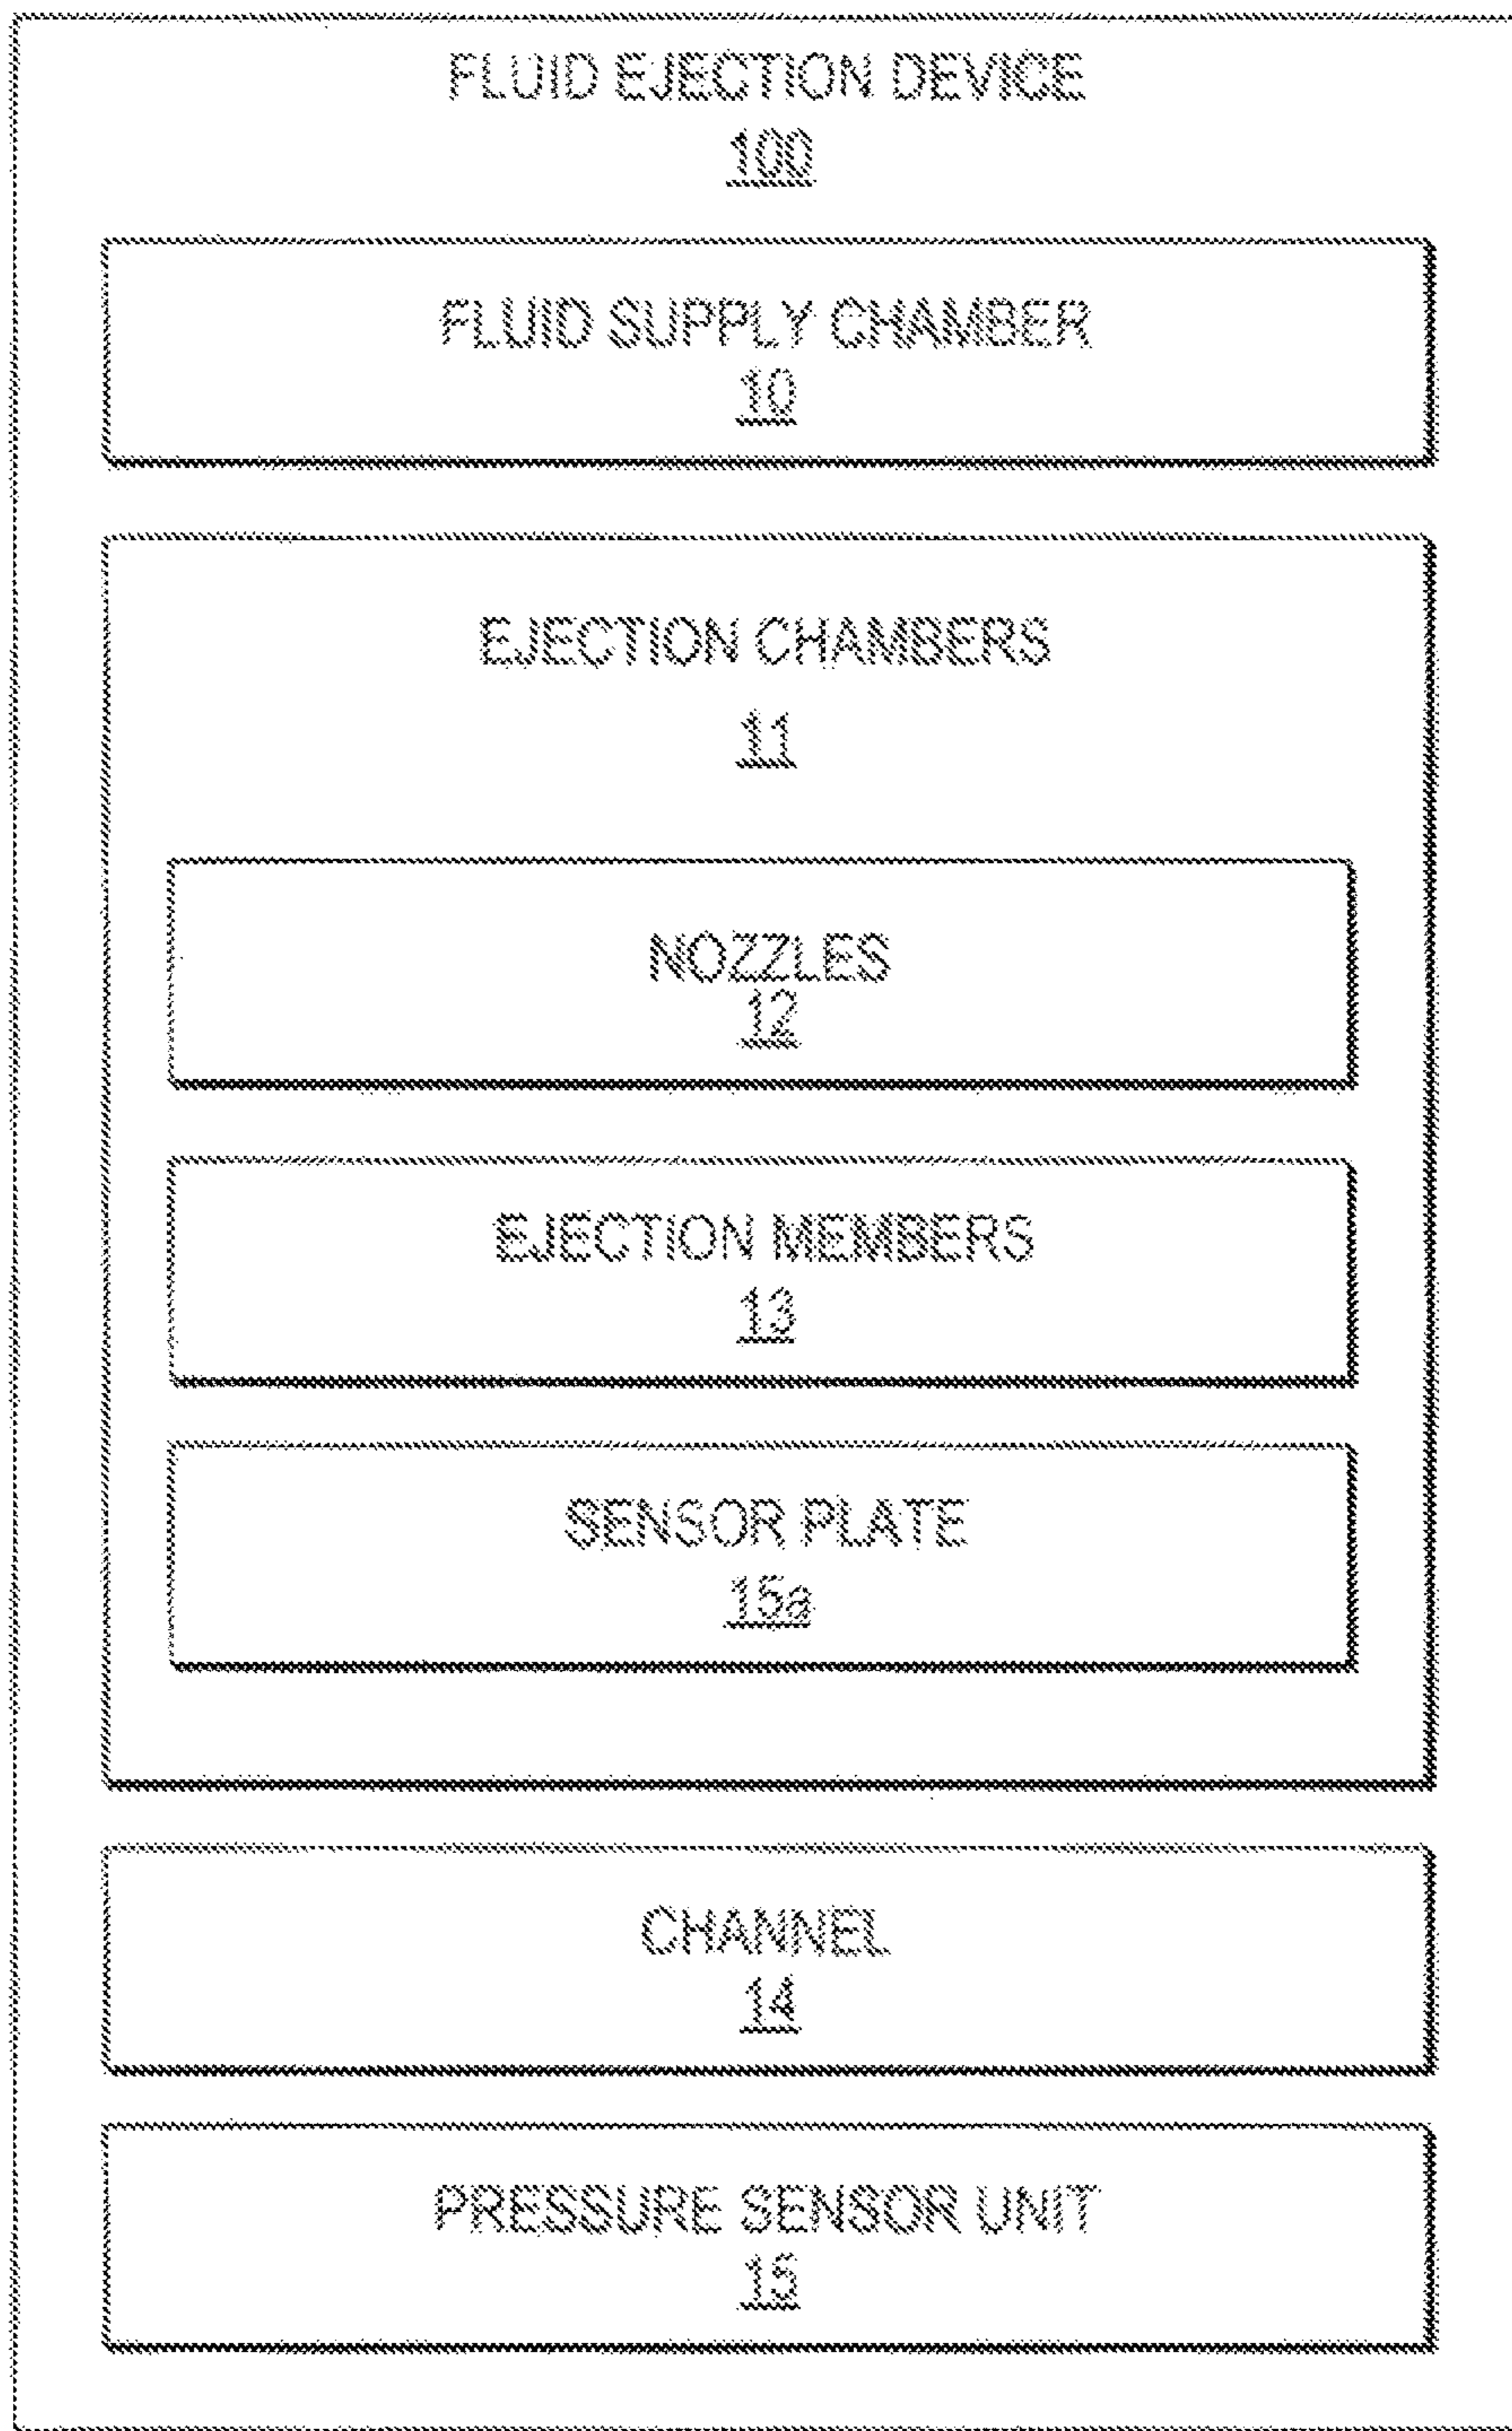 FLUID EJECTION DEVICE
100
FLUID SUPPLY CHAMBER
10
EJECTION CHAMBERS
11
NOZZLES
12
EJECTION MEMBERS
13
SENSOR PLATE
15a
CHANNEL
14
PRESSURE SENSOR UNIT
15